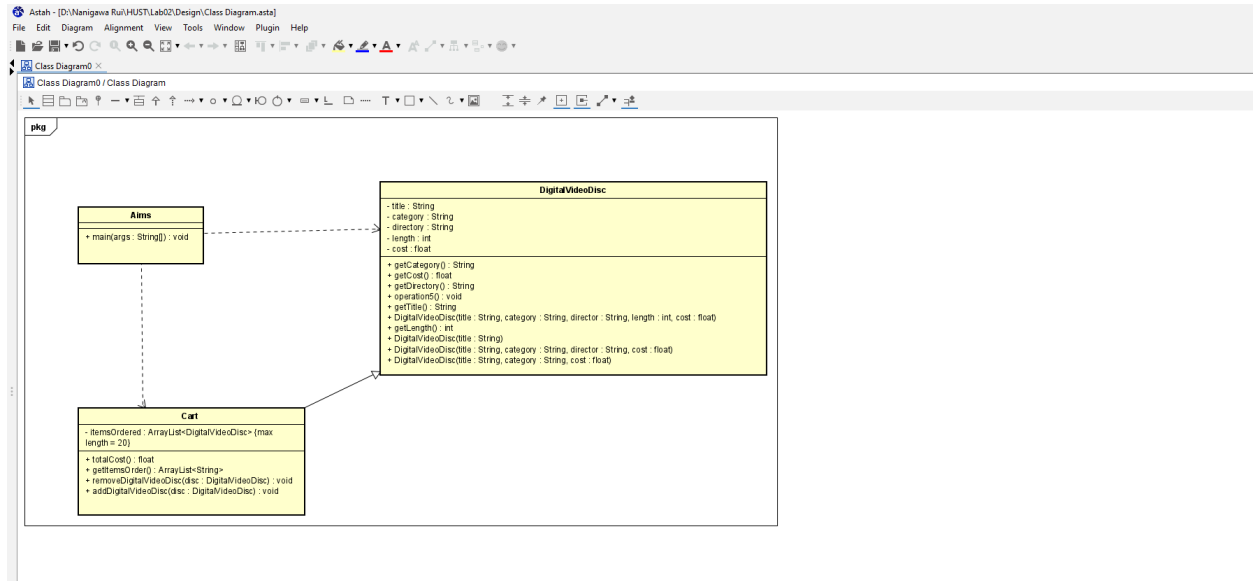 Astah - [D:\Nanigawa Rui\HUST\Lab02\Design\Class Diagram.asta]
File Edit Diagram Alignment View Tools Window Plugin Help
Class Diagram0
Class Diagram0 / Class Diagram
pkg
DigitalVideoDisc
- title : String
- category : String
- directory : String
- length : int
- cost : float
+ getCategory() : String
+ getCost() : float
+ getDirectory() : String
+ operation5() : void
+ getTitle() : String
+ DigitalVideoDisc(title : String, category : String, director : String, length : int, cost : float)
+ getLength() : int
+ DigitalVideoDisc(title : String)
+ DigitalVideoDisc(title : String, category : String, director : String, cost : float)
+ DigitalVideoDisc(title : String, category : String, cost : float)
Aims
+ main(args : String[]) : void
Cart
- itemsOrdered : ArrayList<DigitalVideoDisc> {max
length = 20}
+ totalCost() : float
+ getItemsOrder() : ArrayList<String>
+ removeDigitalVideoDisc(disc : DigitalVideoDisc) : void
+ addDigitalVideoDisc(disc : DigitalVideoDisc) : void